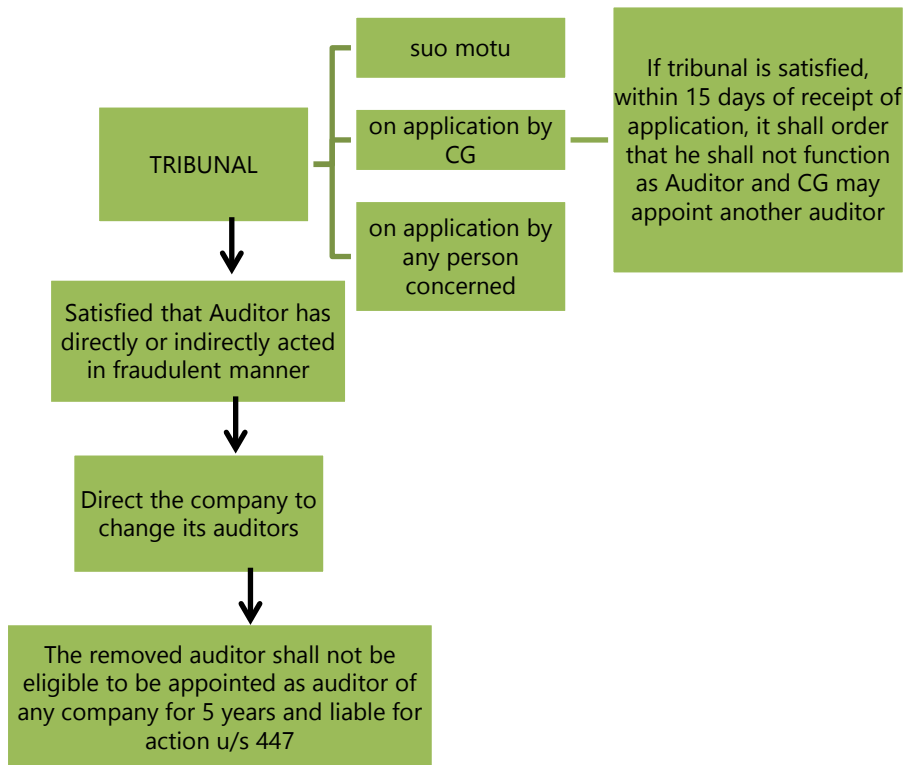 TRIBUNAL
suo motu
on application by
CG
on application by
any person
concerned
If tribunal is satisfied,
within 15 days of receipt of
application, it shall order
that he shall not function
as Auditor and CG may
appoint another auditor
Satisfied that Auditor has
directly or indirectly acted
in fraudulent manner
Direct the company to
change its auditors
The removed auditor shall not be
eligible to be appointed as auditor of
any company for 5 years and liable for
action u/s 447